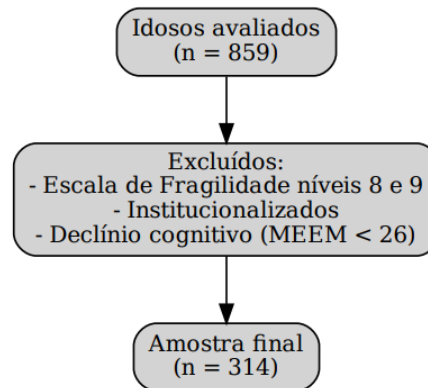 Idosos avaliados
(n = 859)
Excluídos:
- Escala de Fragilidade níveis 8 e 9
- Institucionalizados
- Declínio cognitivo (MEEM < 26)
Amostra final
(n = 314)